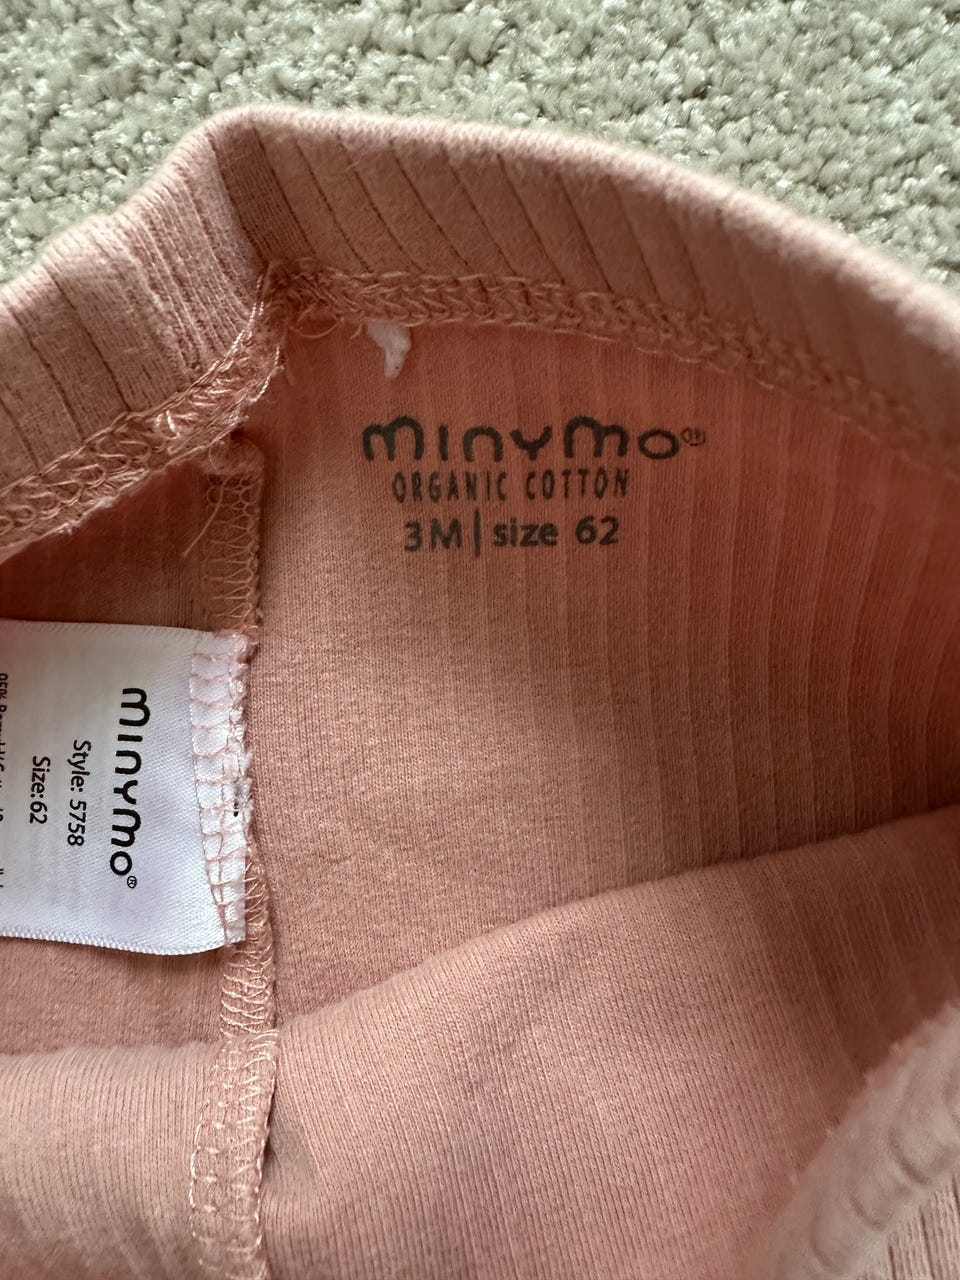 minymo®
ORGANIC COTTON
3M | size 62
minymo®
Style: 5758
Size:62